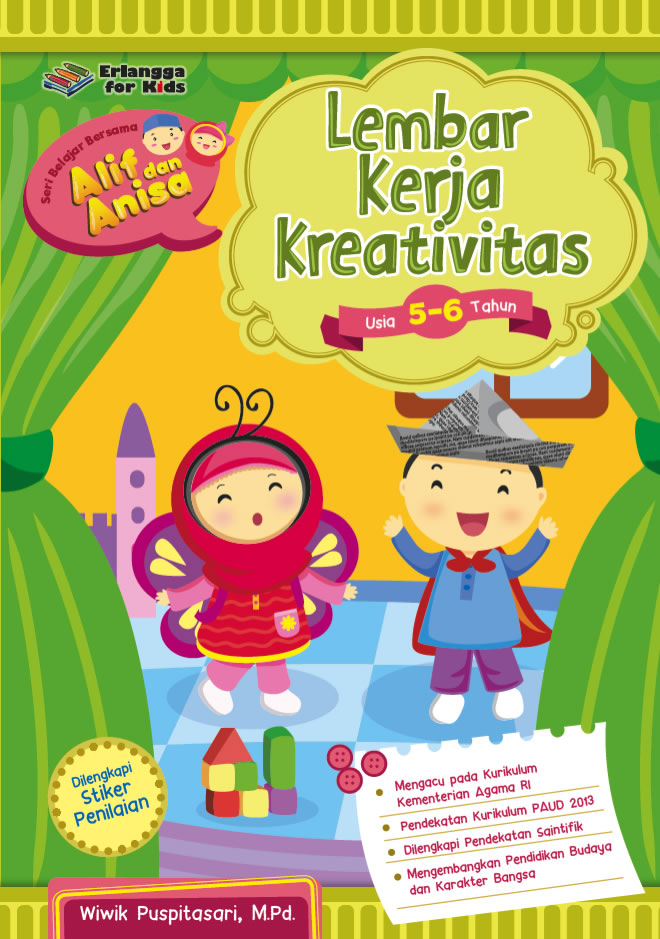 Erlangga
for Kids
Seri Belajar Bersama
Alif dan
Anisa
Lembar
Kerja
Kreativitas
Usia 5-6 Tahun
Dilengkapi
Stiker
Penilaian
• Mengacu pada Kurikulum
Kementerian Agama RI
• Pendekatan Kurikulum PAUD 2013
• Dilengkapi Pendekatan Saintifik
• Mengembangkan Pendidikan Budaya
dan Karakter Bangsa
Wiwik Puspitasari, M.Pd.